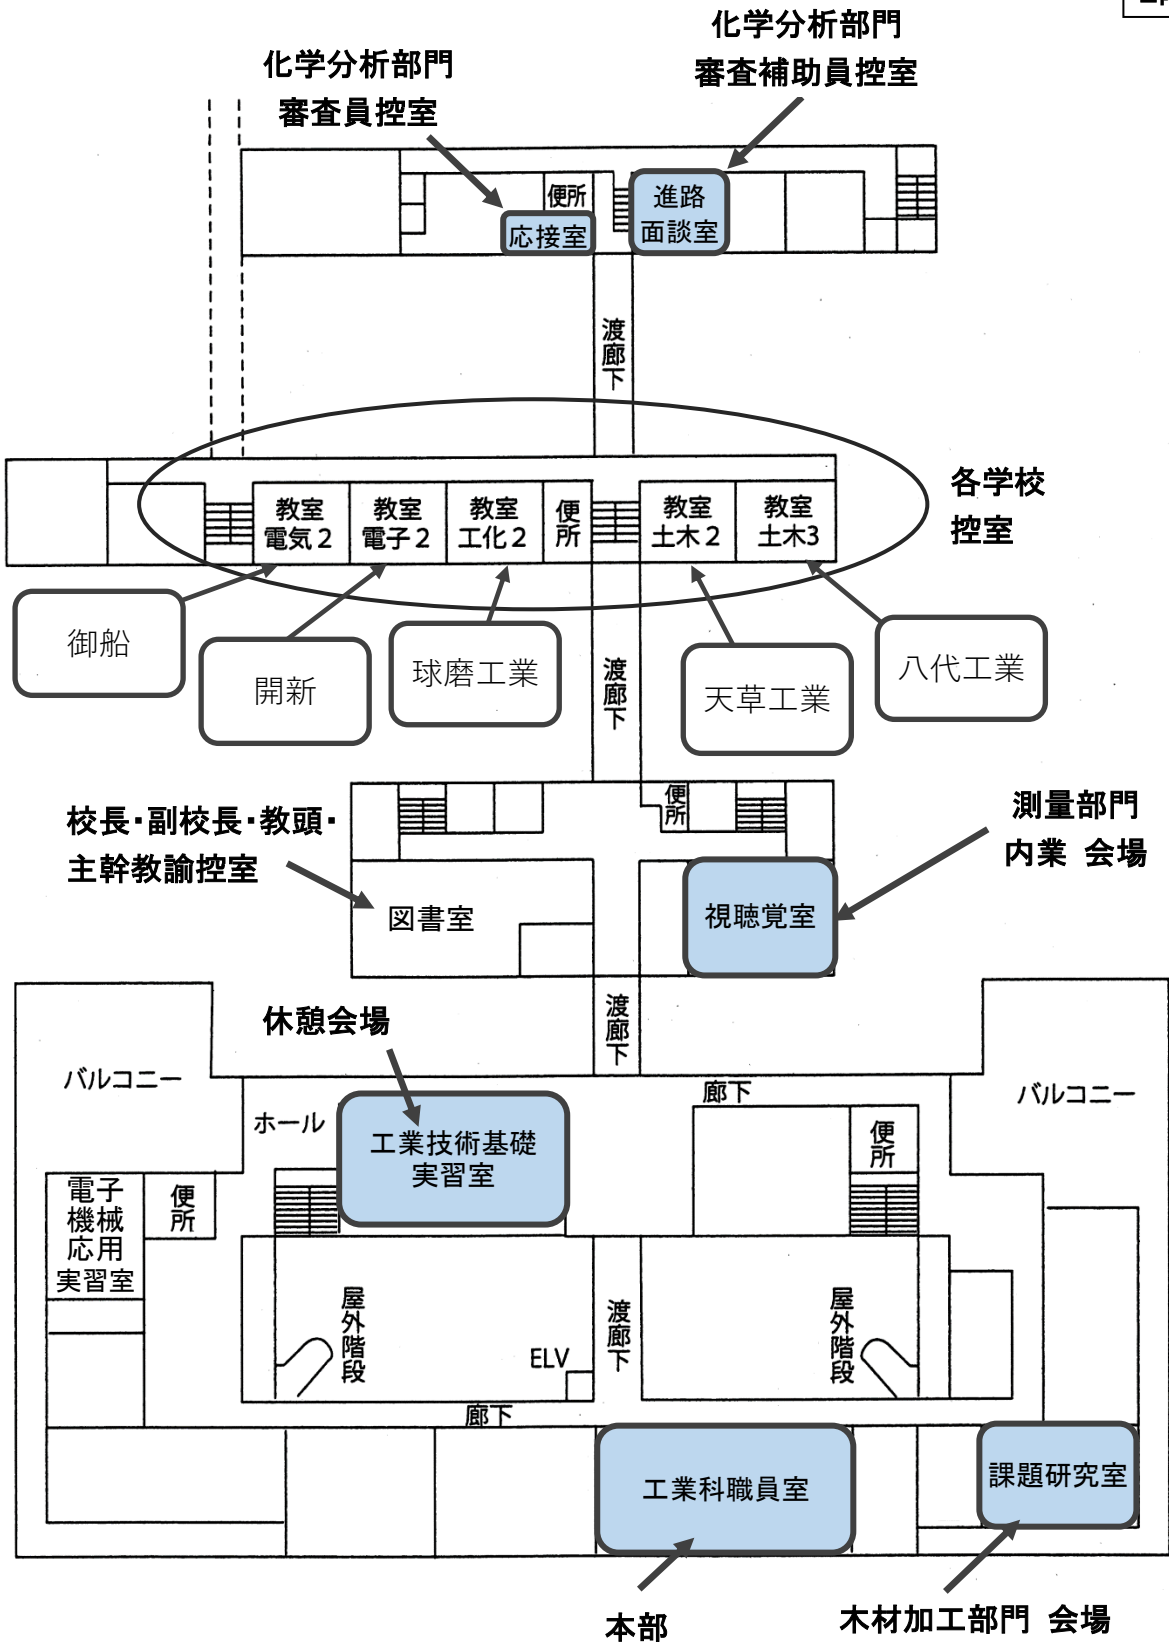 化学分析部門
審査員控室
化学分析部門
審査補助員控室
便所
応接室
進路
面談室
渡廊下
各学校
控室
教室
電気2
教室
電子2
教室
工化2
便所
教室
土木2
教室
土木3
御船
開新
球磨工業
天草工業
八代工業
渡廊下
校長・副校長・教頭・
主幹教諭控室
図書室
便所
視聴覚室
測量部門
内業 会場
渡廊下
休憩会場
バルコニー
ホール
工業技術基礎
実習室
廊下
便所
バルコニー
電子
機械
応用
実習室
便所
屋外階段
ELV
渡廊下
屋外階段
廊下
工業科職員室
課題研究室
本部
木材加工部門 会場